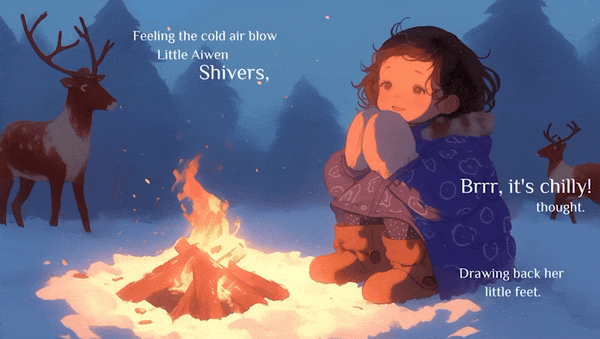 Feeling the cold air blow
Little Aiwen
Shivers,
Brrr, it's chilly!
thought.
Drawing back her
little feet.